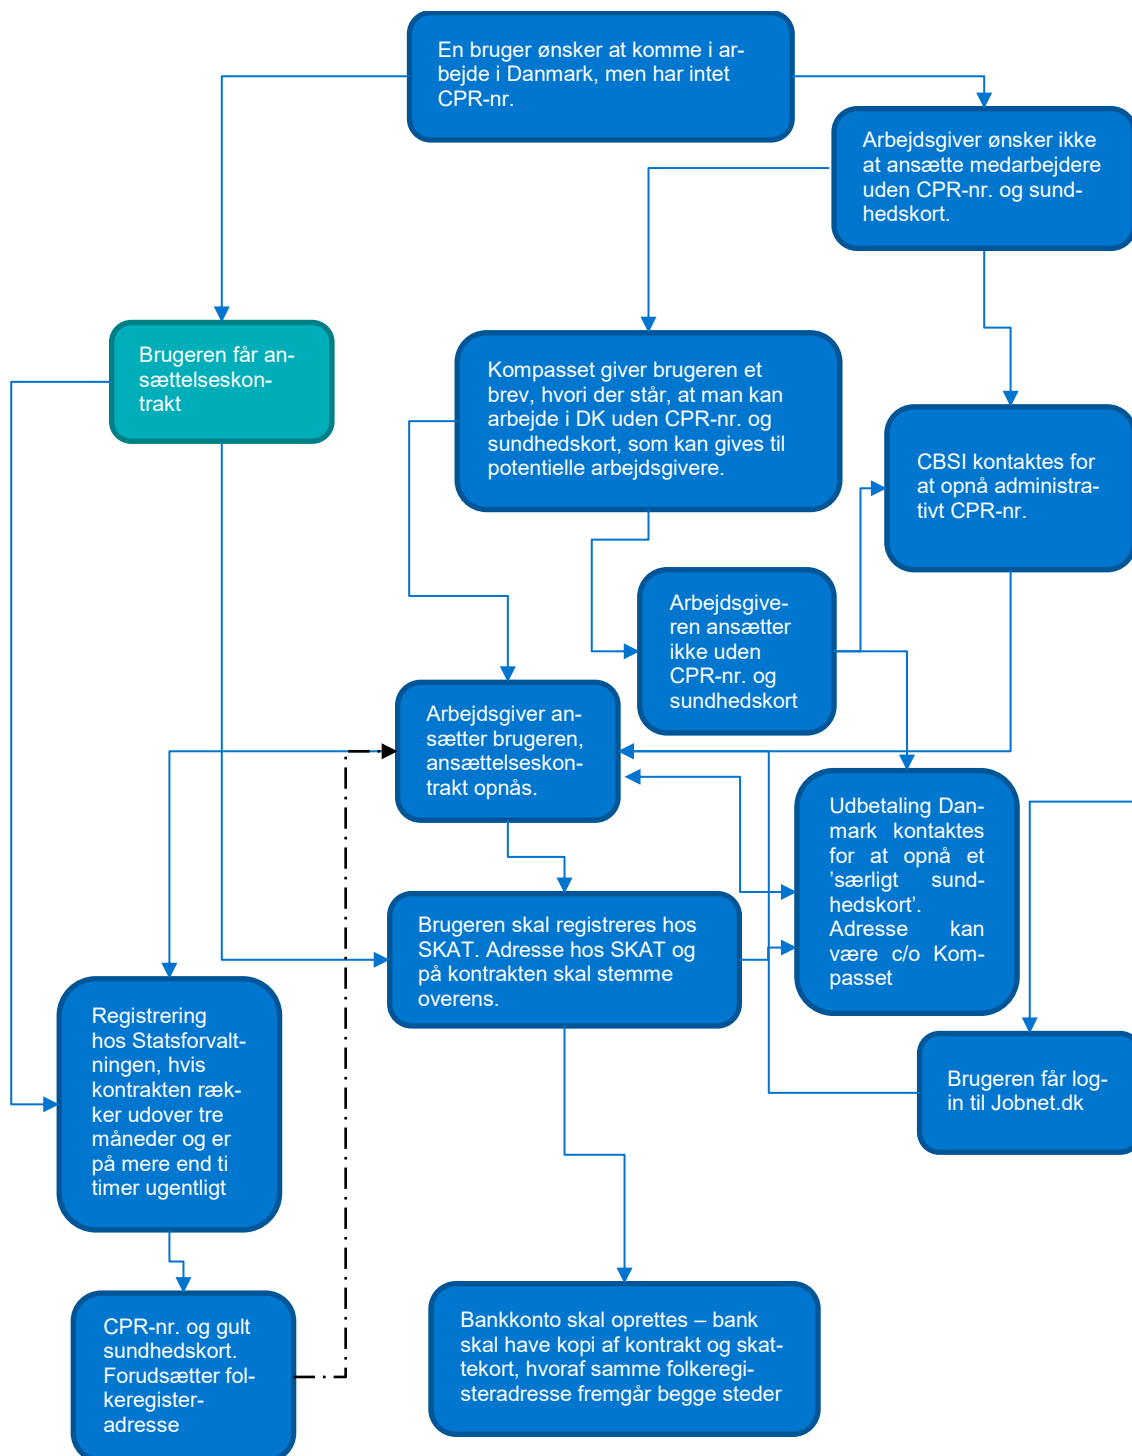 En bruger ønsker at komme i ar-
bejde i Danmark, men har intet
CPR-nr.
Arbejdsgiver ønsker ikke
at ansætte medarbejdere
uden CPR-nr. og sund-
hedskort.
Brugeren får an-
sættelseskon-
trakt
Kompasset giver brugeren et
brev, hvori der står, at man kan
arbejde i DK uden CPR-nr. og
sundhedskort, som kan gives til
potentielle arbejdsgivere.
CBSI kontaktes for
at opnå administra-
tivt CPR-nr.
Arbejdsgive-
ren ansætter
ikke uden
CPR-nr. og
sundhedskort
Arbejdsgiver an-
sætter brugeren,
ansættelseskon-
trakt opnås.
Udbetaling Dan-
mark kontaktes
for at opnå et
’særligt sund-
hedskort’.
Adresse kan
være c/o Kom-
passet
Brugeren skal registreres hos
SKAT. Adresse hos SKAT og
på kontrakten skal stemme
overens.
Registrering
hos Statsforvalt-
ningen, hvis
kontrakten ræk-
ker udover tre
måneder og er
på mere end ti
timer ugentligt
Brugeren får log-
in til Jobnet.dk
CPR-nr. og gult
sundhedskort.
Forudsætter fol-
keregister-
adresse
Bankkonto skal oprettes – bank
skal have kopi af kontrakt og skat-
tekort, hvoraf samme folkeregi-
steradresse fremgår begge steder